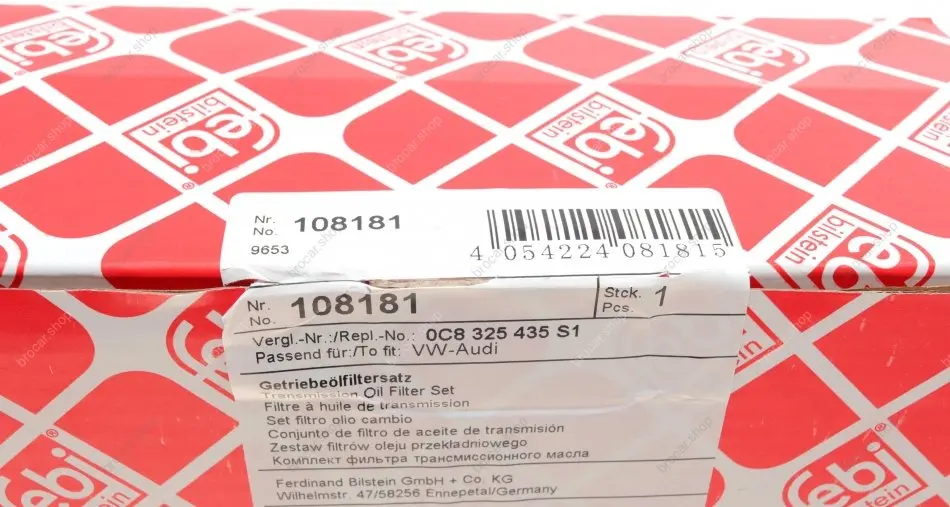 febi
bilstein
Nr.
No. 108181
9653
4 054224 081815
Nr.
No. 108181
Stck.
Pcs. 1
Vergl.-Nr.:/Repl.-No.: 0C8 325 435 S1
Passend für:/To fit: VW-Audi
Getriebeölfiltersatz
Transmission Oil Filter Set
Filtre à huile de transmission
Set filtro olio cambio
Conjunto de filtro de aceite de transmisión
Zestaw filtrów oleju przekładniowego
Комплект фильтра трансмиссионного масла
Ferdinand Bilstein GmbH + Co. KG
Wilhelmstr. 47/58256 Ennepetal/Germany
brocar.shop